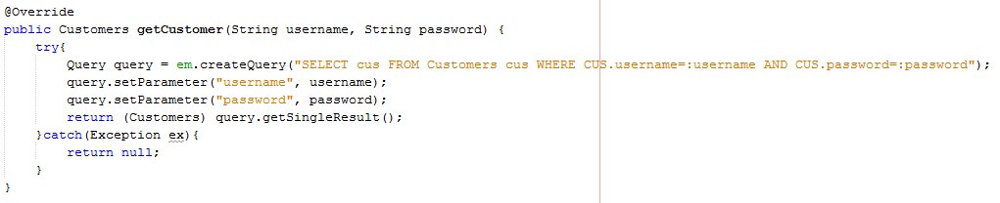 @Override
public Customers getCustomer(String username, String password) {
    try{
        Query query = em.createQuery("SELECT cus FROM Customers cus WHERE CUS.username=:username AND CUS.password=:password");
        query.setParameter("username", username);
        query.setParameter("password", password);
        return (Customers) query.getSingleResult();
    }catch(Exception ex){
        return null;
    }
}